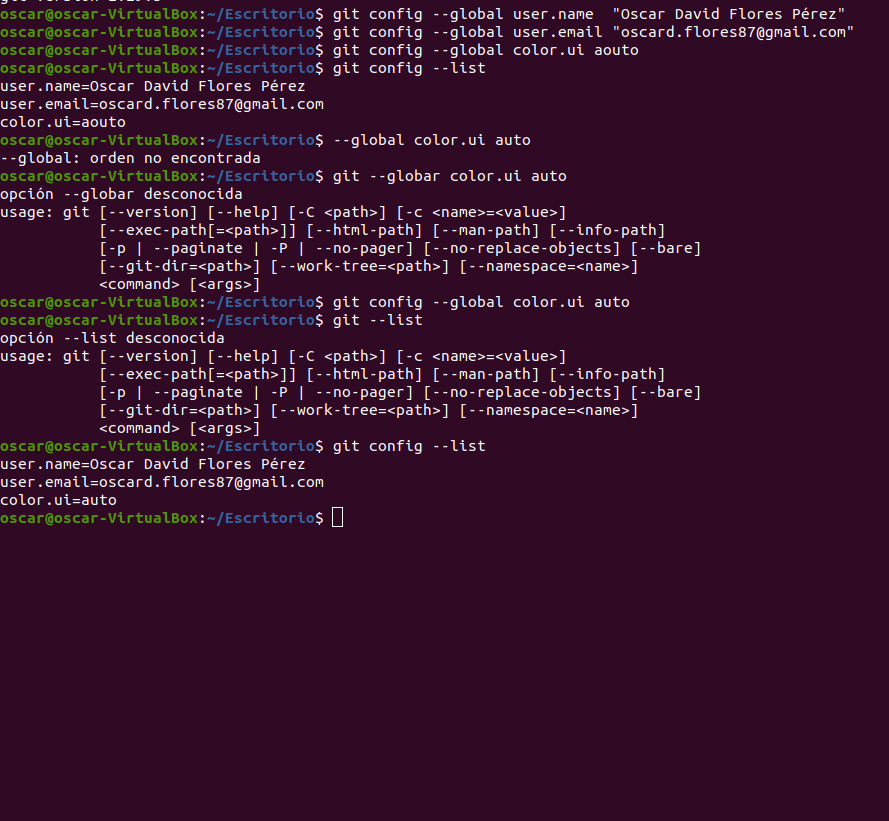 oscar@oscar-VirtualBox:~/Escritorio$ git config --global user.name  "Oscar David Flores Pérez"
oscar@oscar-VirtualBox:~/Escritorio$ git config --global user.email "oscard.flores87@gmail.com"
oscar@oscar-VirtualBox:~/Escritorio$ git config --global color.ui aouto
oscar@oscar-VirtualBox:~/Escritorio$ git config --list
user.name=Oscar David Flores Pérez
user.email=oscard.flores87@gmail.com
color.ui=aouto
oscar@oscar-VirtualBox:~/Escritorio$ --global color.ui auto
--global: orden no encontrada
oscar@oscar-VirtualBox:~/Escritorio$ git --globar color.ui auto
opción --globar desconocida
usage: git [--version] [--help] [-C <path>] [-c <name>=<value>]
           [--exec-path[=<path>]] [--html-path] [--man-path] [--info-path]
           [-p | --paginate | -P | --no-pager] [--no-replace-objects] [--bare]
           [--git-dir=<path>] [--work-tree=<path>] [--namespace=<name>]
           <command> [<args>]
oscar@oscar-VirtualBox:~/Escritorio$ git config --global color.ui auto
oscar@oscar-VirtualBox:~/Escritorio$ git --list
opción --list desconocida
usage: git [--version] [--help] [-C <path>] [-c <name>=<value>]
           [--exec-path[=<path>]] [--html-path] [--man-path] [--info-path]
           [-p | --paginate | -P | --no-pager] [--no-replace-objects] [--bare]
           [--git-dir=<path>] [--work-tree=<path>] [--namespace=<name>]
           <command> [<args>]
oscar@oscar-VirtualBox:~/Escritorio$ git config --list
user.name=Oscar David Flores Pérez
user.email=oscard.flores87@gmail.com
color.ui=auto
oscar@oscar-VirtualBox:~/Escritorio$